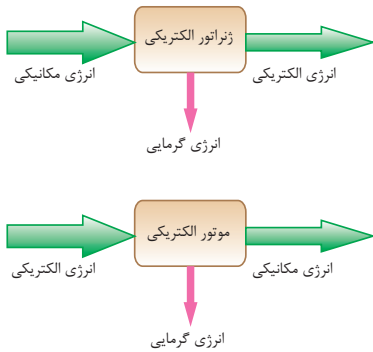 ژنراتور الکتریکی
انرژی مکانیکی
انرژی الکتریکی
انرژی گرمایی
موتور الکتریکی
انرژی الکتریکی
انرژی مکانیکی
انرژی گرمایی